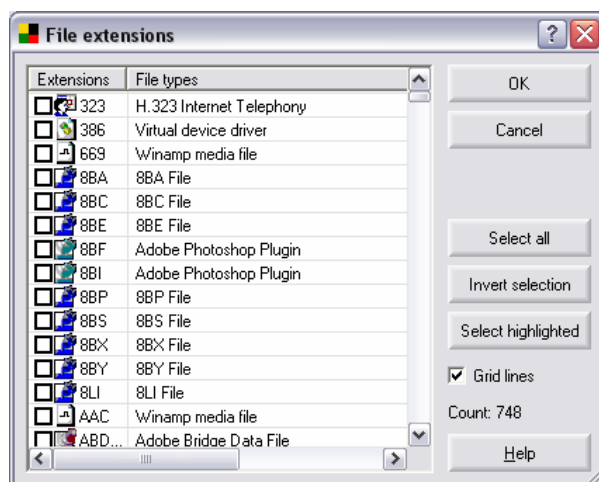 File extensions
Extensions File types
323 H.323 Internet Telephony
386 Virtual device driver
669 Winamp media file
8BA 8BA File
8BC 8BC File
8BE 8BE File
8BF Adobe Photoshop Plugin
8BI Adobe Photoshop Plugin
8BP 8BP File
8BS 8BS File
8BX 8BX File
8BY 8BY File
8LI 8LI File
AAC Winamp media file
ABD... Adobe Bridge Data File
OK
Cancel
Select all
Invert selection
Select highlighted
Grid lines
Count: 748
Help